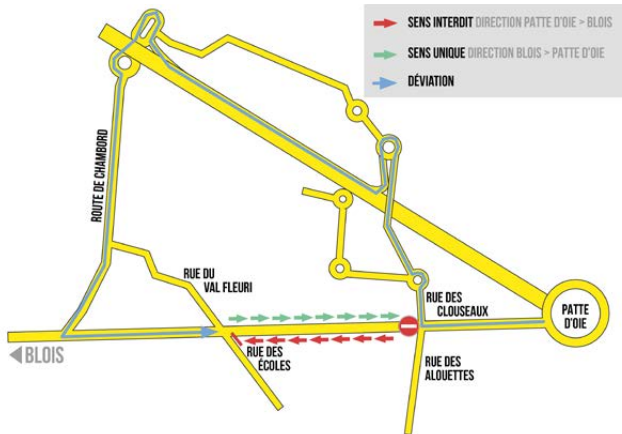 SENS INTERDIT DIRECTION PATTE D'OIE > BLOIS
SENS UNIQUE DIRECTION BLOIS > PATTE D'OIE
DÉVIATION
ROUTE DE CHAMBORD
RUE DU
VAL FLEURI
RUE DES
CLOUSEAUX
PATTE
D'OIE
BLOIS
RUE DES
ÉCOLES
RUE DES
ALOUETTES